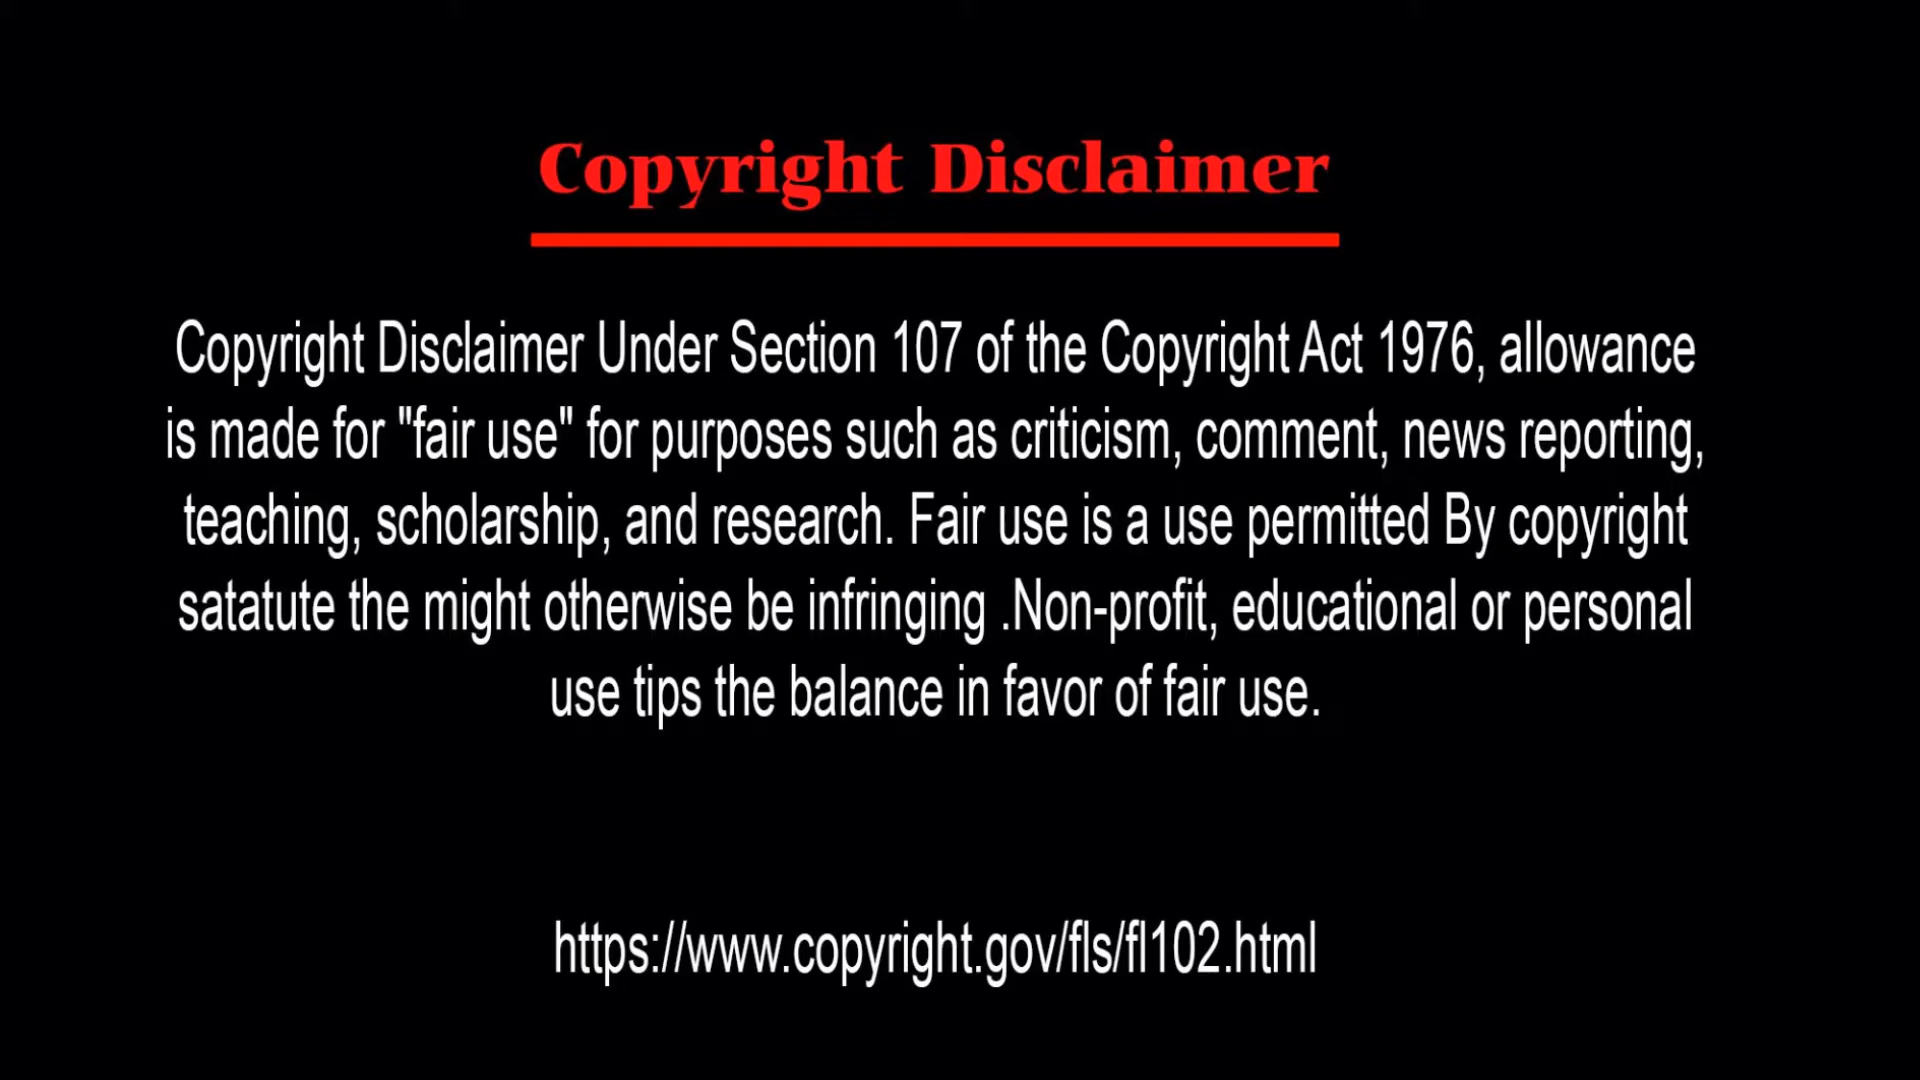 Copyright Disclaimer
Copyright Disclaimer Under Section 107 of the Copyright Act 1976, allowance
is made for "fair use" for purposes such as criticism, comment, news reporting,
teaching, scholarship, and research. Fair use is a use permitted By copyright
satatute the might otherwise be infringing .Non-profit, educational or personal
use tips the balance in favor of fair use.
https://www.copyright.gov/fls/fl102.html